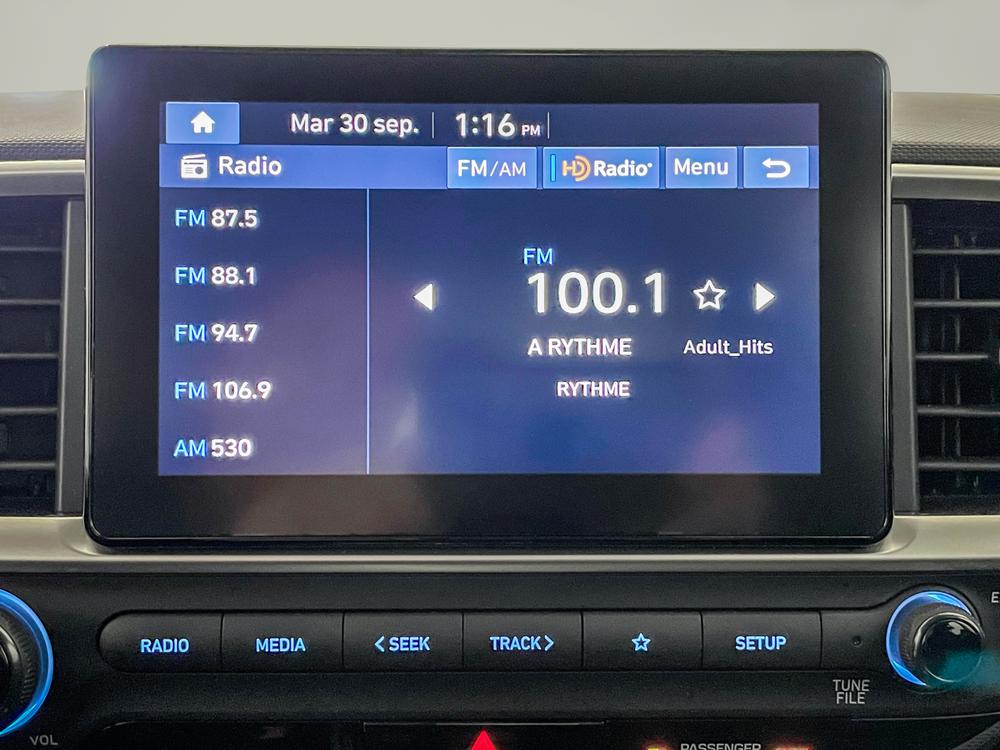 Mar 30 sep. 1:16 PM
Radio FM/AM HD Radio Menu
FM 87.5
FM 88.1
FM 94.7
FM 106.9
AM 530
FM
100.1
A RYTHME Adult_Hits
RYTHME
RADIO MEDIA <SEEK TRACK> SETUP
TUNE
FILE
VOL
PASSENGER